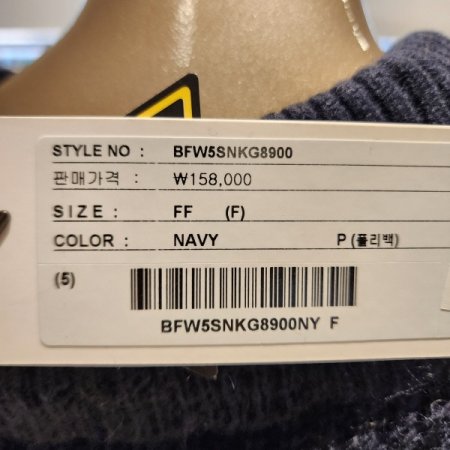 STYLE NO : BFW5SNKG8900
판매가격 : ₩158,000
SIZE : FF (F)
COLOR : NAVY P (폴리백)
(5)
BFW5SNKG8900NY F